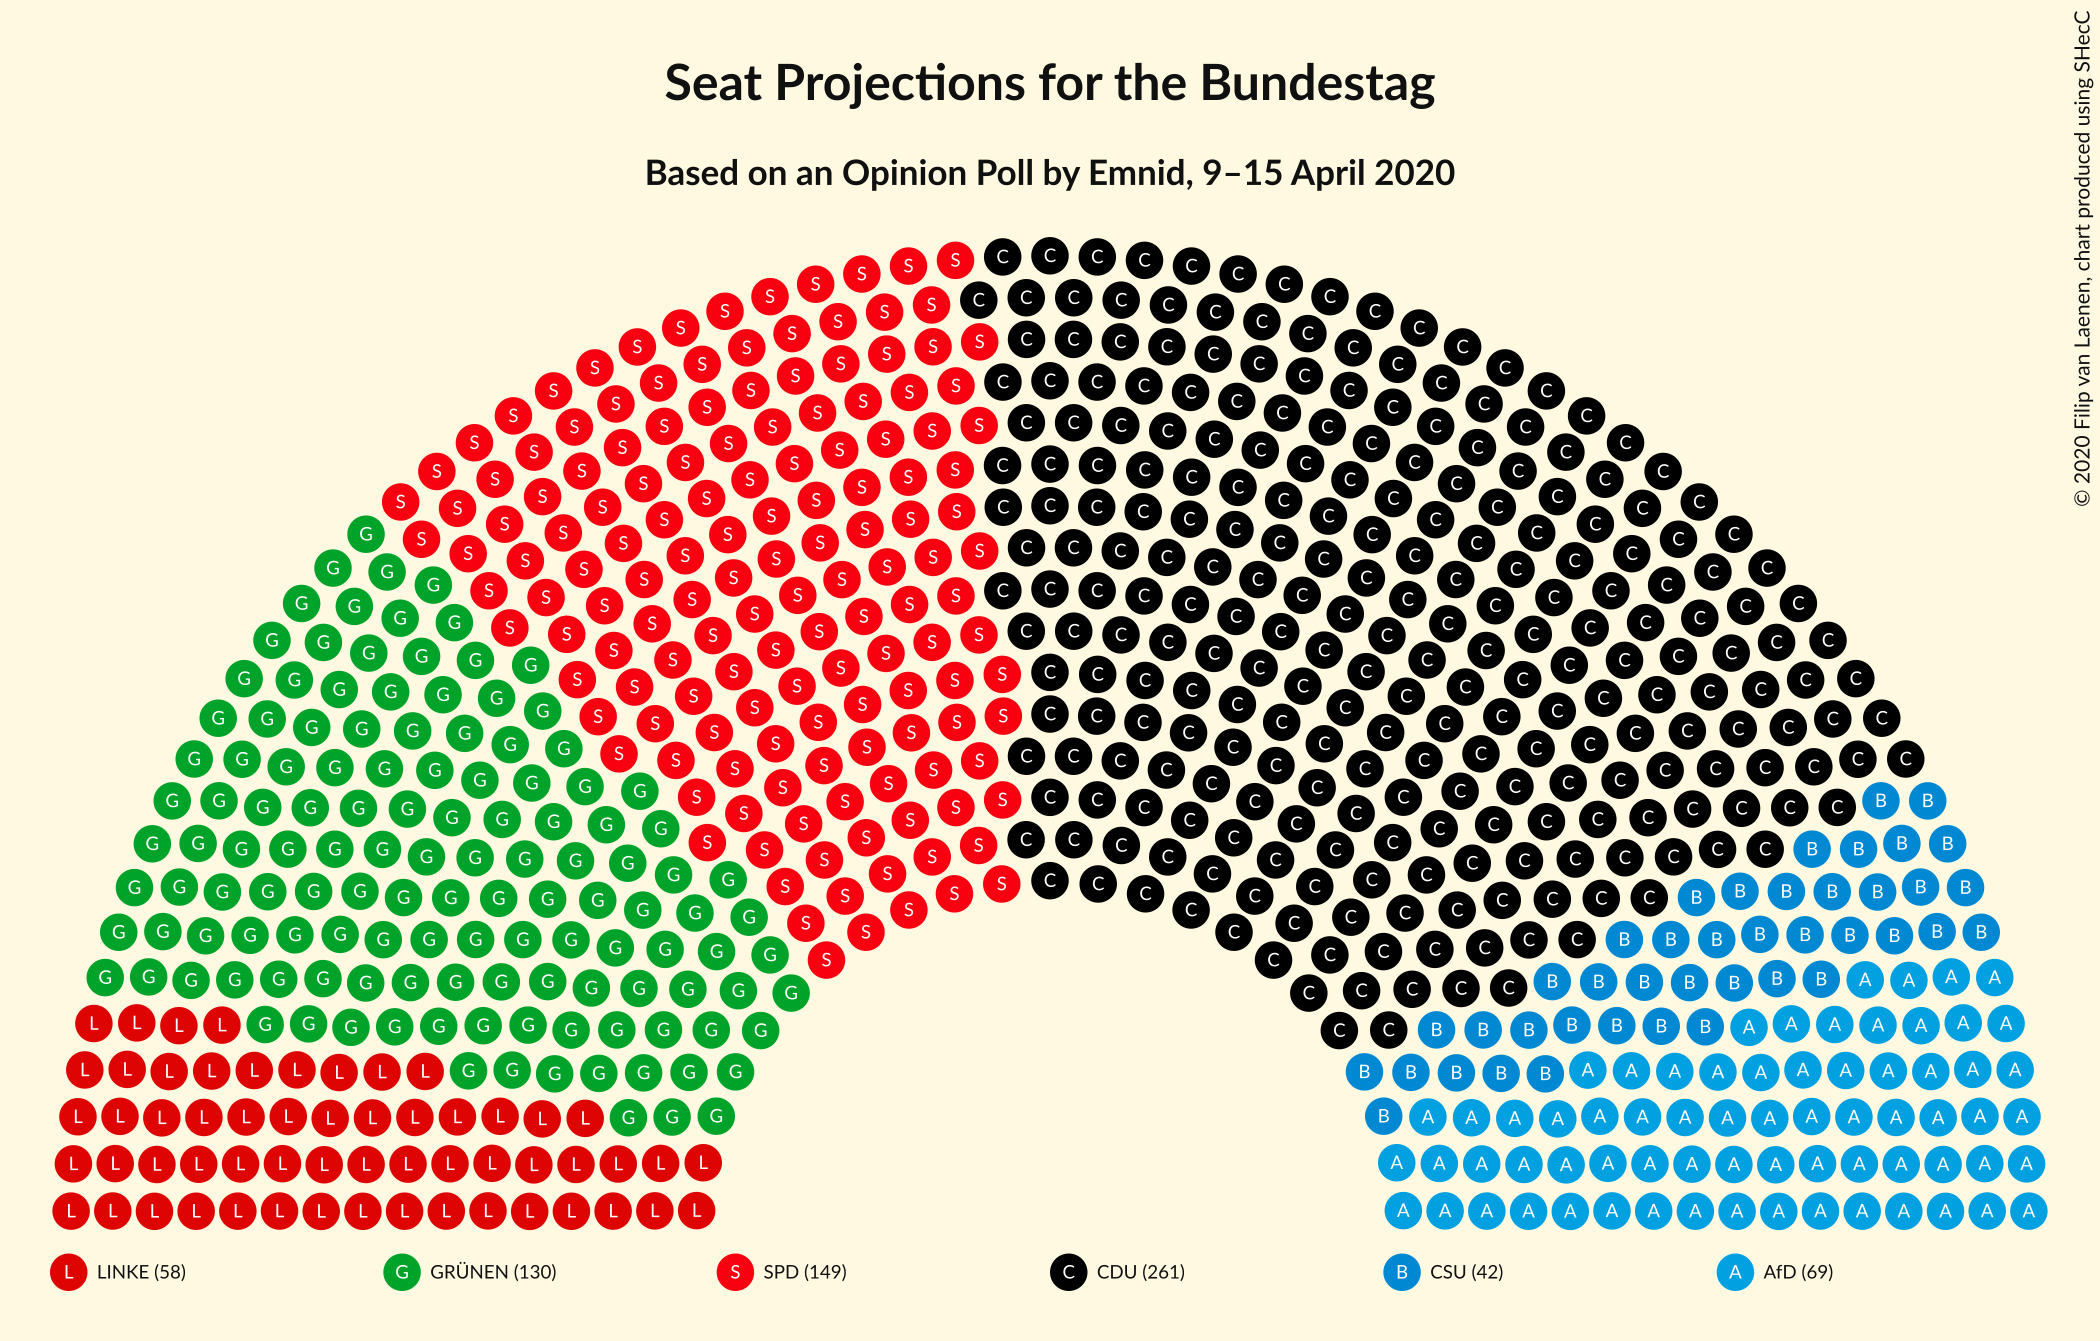 Seat Projections for the Bundestag
Based on an Opinion Poll by Emnid, 9–15 April 2020
© 2020 Filip van Laenen, chart produced using SHecC
L LINKE (58)
G GRÜNEN (130)
S SPD (149)
C CDU (261)
B CSU (42)
A AfD (69)